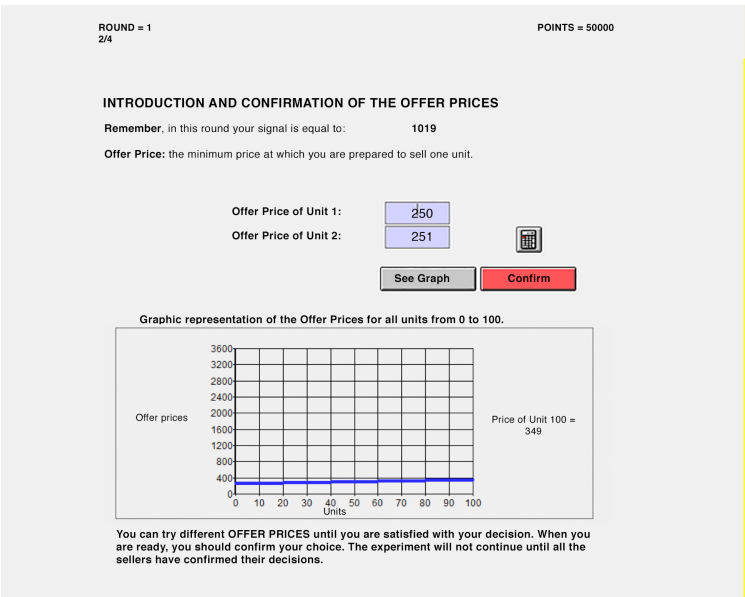 ROUND = 1 POINTS = 50000
2/4
INTRODUCTION AND CONFIRMATION OF THE OFFER PRICES
Remember, in this round your signal is equal to: 1019
Offer Price: the minimum price at which you are prepared to sell one unit.
Offer Price of Unit 1: 250
Offer Price of Unit 2: 251
See Graph Confirm
Graphic representation of the Offer Prices for all units from 0 to 100.
3600
3200
2800
2400
2000
1600
1200
800
400
0
Offer prices
Price of Unit 100 =
349
0 10 20 30 40 50 60 70 80 90 100
Units
You can try different OFFER PRICES until you are satisfied with your decision. When you
are ready, you should confirm your choice. The experiment will not continue until all the
sellers have confirmed their decisions.